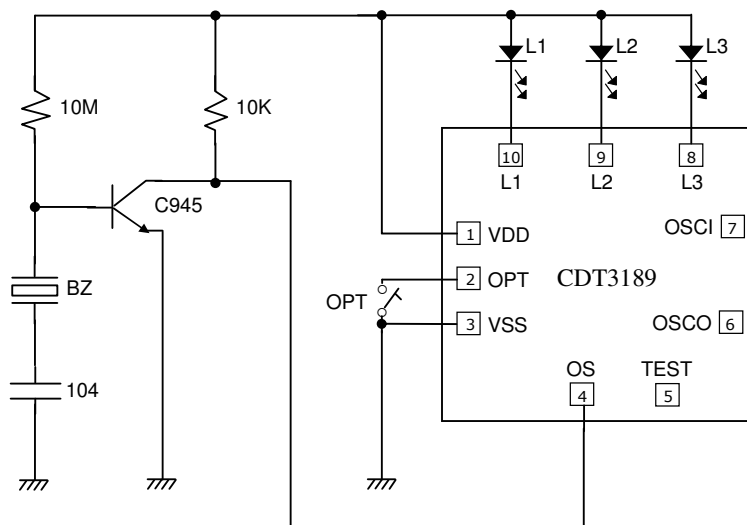 L1 L2 L3
10M 10K
10 9 8
L1 L2 L3
C945
1 VDD OSCI 7
BZ
2 OPT CDT3189
OPT
3 VSS OSCO 6
104
OS TEST
4 5